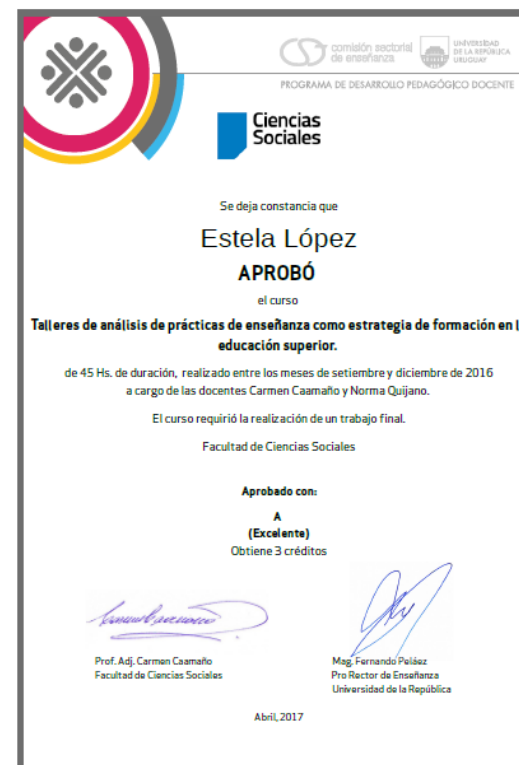 comisión sectorial
de enseñanza
UNIVERSIDAD
DE LA REPÚBLICA
URUGUAY
PROGRAMA DE DESARROLLO PEDAGÓGICO DOCENTE
Ciencias
Sociales
Se deja constancia que
Estela López
APROBÓ
el curso
Talleres de análisis de prácticas de enseñanza como estrategia de formación en l
educación superior.
de 45 Hs. de duración, realizado entre los meses de setiembre y diciembre de 2016
a cargo de las docentes Carmen Caamaño y Norma Quijano.
El curso requirió la realización de un trabajo final.
Facultad de Ciencias Sociales
Aprobado con:
A
(Excelente)
Obtiene 3 créditos
Prof. Adj. Carmen Caamaño
Facultad de Ciencias Sociales
Mag. Fernando Peláez
Pro Rector de Enseñanza
Universidad de la República
Abril, 2017